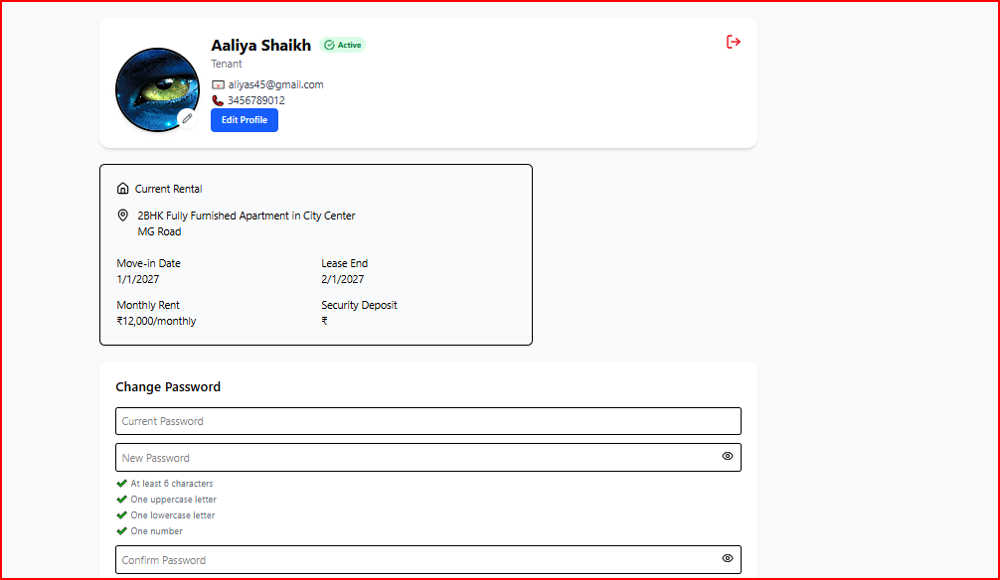 Aaliya Shaikh
Active
Tenant
aliyas45@gmail.com
3456789012
Edit Profile
Current Rental
2BHK Fully Furnished Apartment in City Center
MG Road
Move-in Date Lease End
1/1/2027 2/1/2027
Monthly Rent Security Deposit
₹12,000/monthly ₹
Change Password
Current Password
New Password
At least 6 characters
One uppercase letter
One lowercase letter
One number
Confirm Password